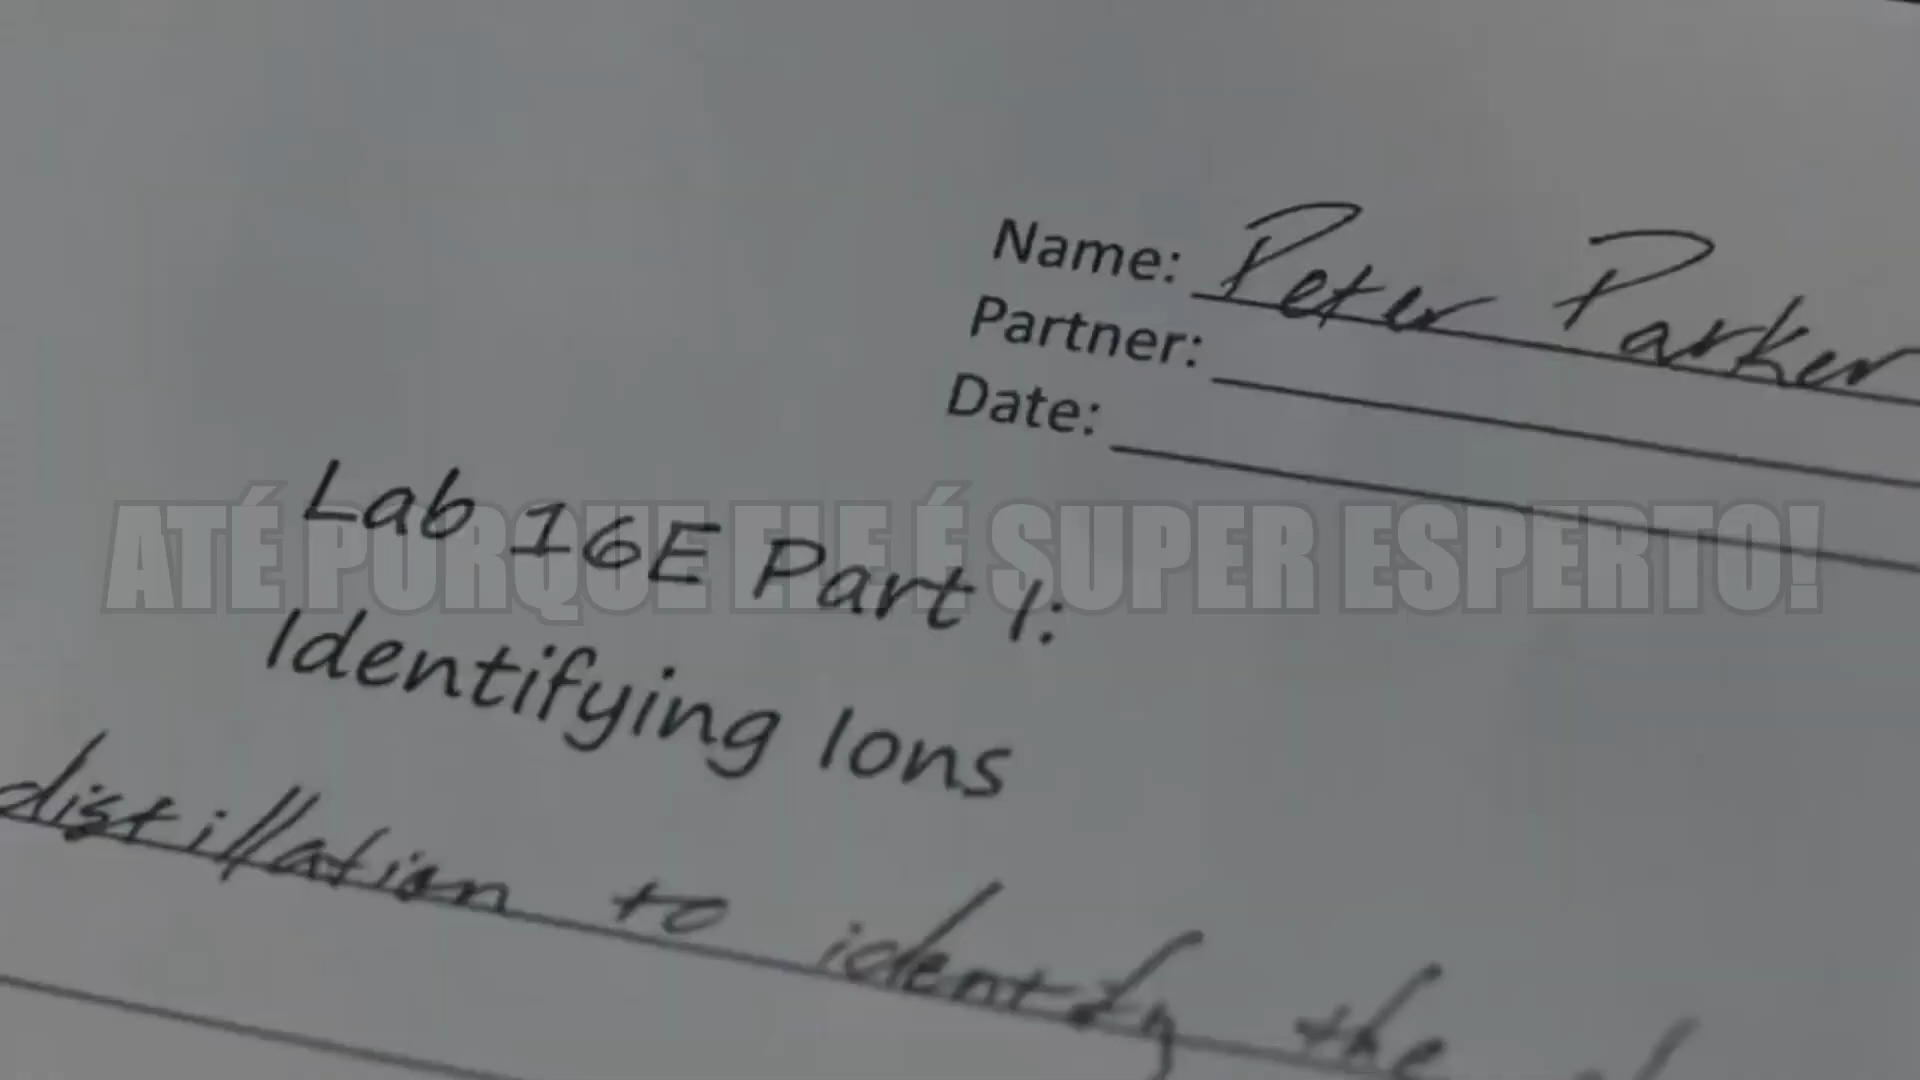 Name: Peter Parker
Partner:
Date:
Lab 16E Part 1:
ATÉ PORQUE ELE É SUPER ESPERTO!
Identifying Ions
distillation to identify the